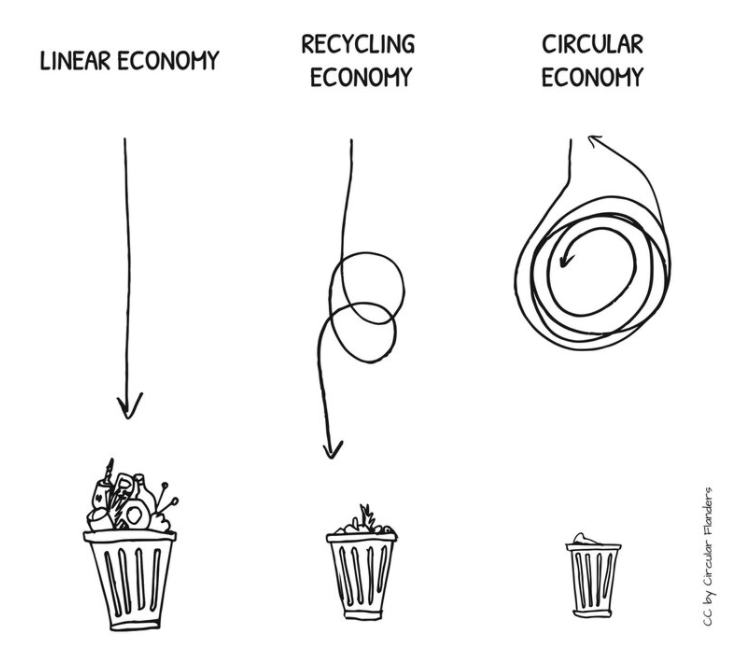 LINEAR ECONOMY
RECYCLING
ECONOMY
CIRCULAR
ECONOMY
CC by Circular Flanders